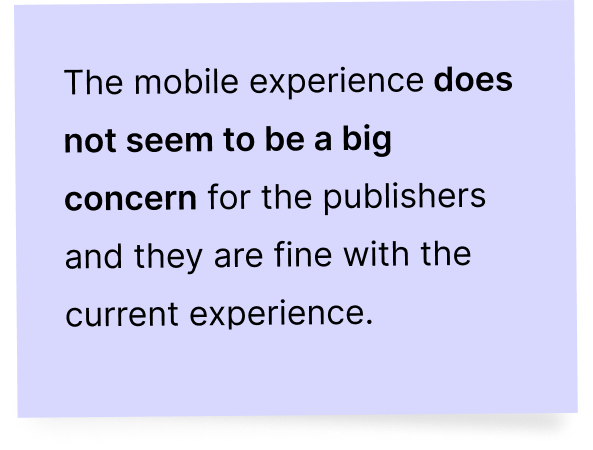 The mobile experience does
not seem to be a big
concern for the publishers
and they are fine with the
current experience.